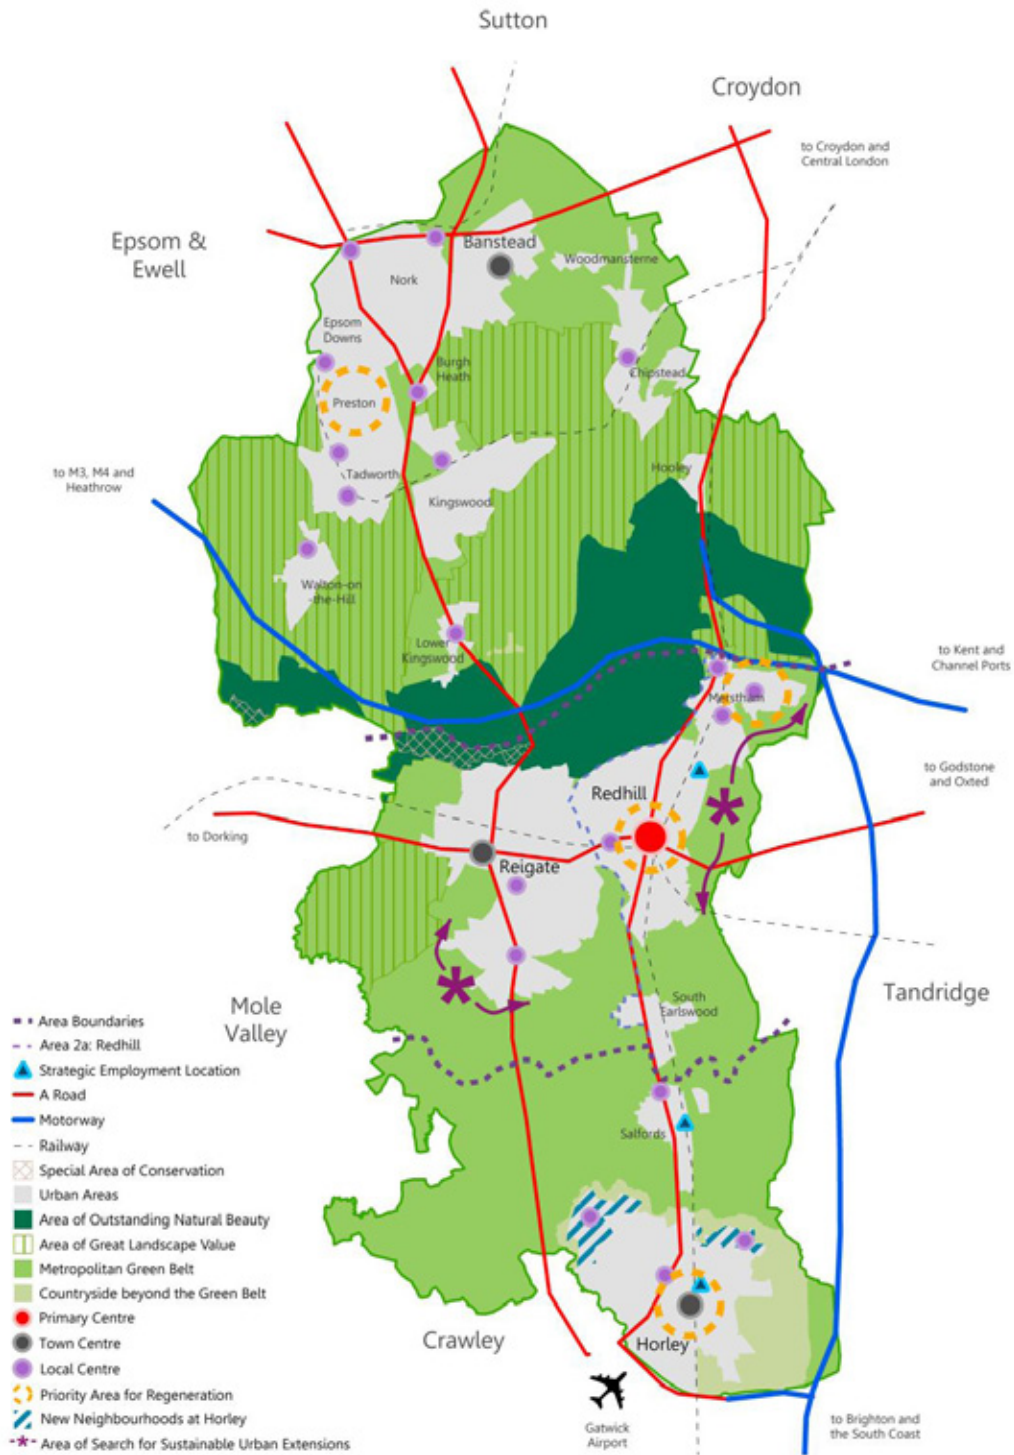 Sutton
Croydon
to Croydon and
Central London
Epsom &
Ewell
Banstead
Woodmansterne
Nork
Epsom
Downs
Burgh
Heath
Chipstead
Preston
to M3, M4 and
Heathrow
Tadworth
Hooley
Kingswood
Walton-on
-the-Hill
Lower
Kingswood
to Kent and
Channel Ports
Merstham
to Godstone
and Oxted
Redhill
to Dorking
Reigate
Mole
Valley
South
Earlswood
Tandridge
Salfords
Crawley
Horley
Gatwick
Airport
to Brighton and
the South Coast
Area Boundaries
Area 2a: Redhill
Strategic Employment Location
A Road
Motorway
Railway
Special Area of Conservation
Urban Areas
Area of Outstanding Natural Beauty
Area of Great Landscape Value
Metropolitan Green Belt
Countryside beyond the Green Belt
Primary Centre
Town Centre
Local Centre
Priority Area for Regeneration
New Neighbourhoods at Horley
Area of Search for Sustainable Urban Extensions